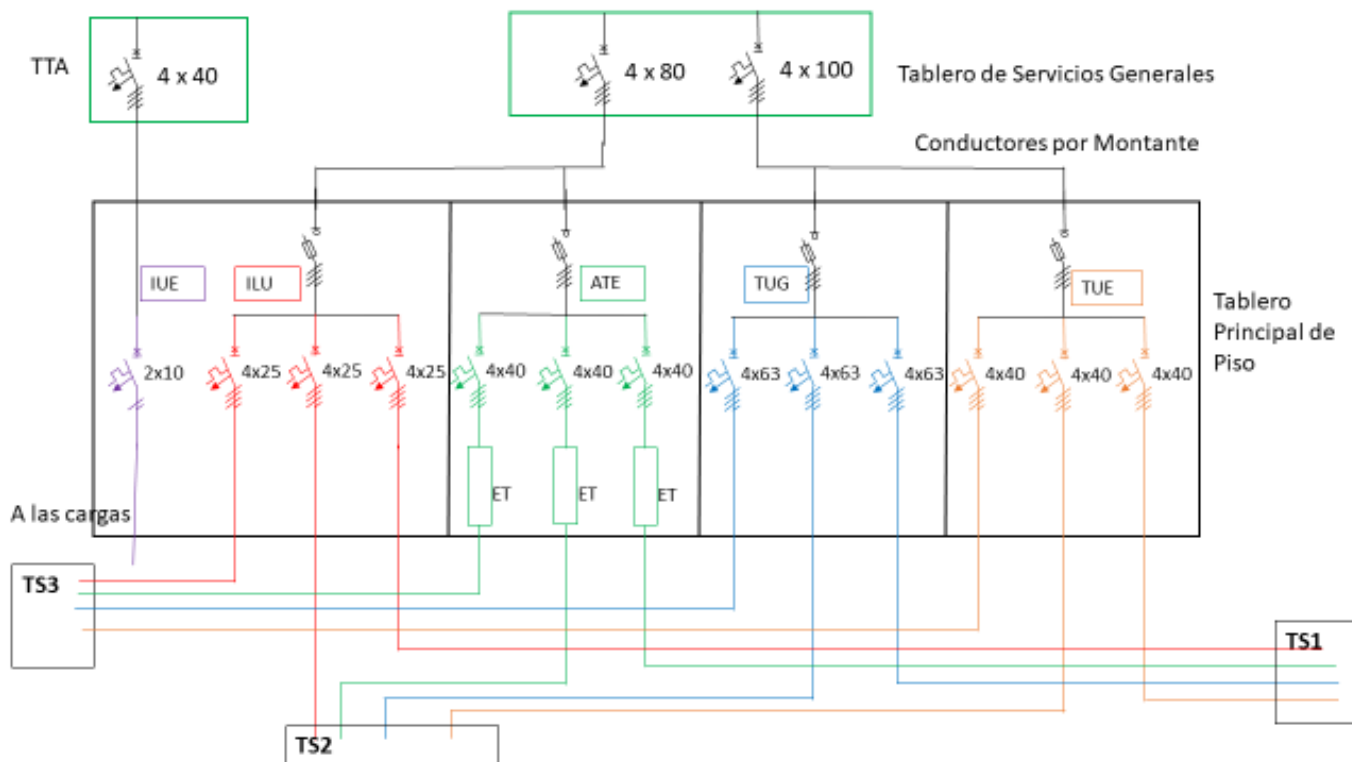 TTA
4 x 40
4 x 80
4 x 100
Tablero de Servicios Generales
Conductores por Montante
IUE
ILU
ATE
TUG
TUE
Tablero
Principal de
Piso
2x10
4x25
4x25
4x25
4x40
4x40
4x40
4x63
4x63
4x63
4x40
4x40
4x40
ET
ET
ET
A las cargas
TS3
TS1
TS2